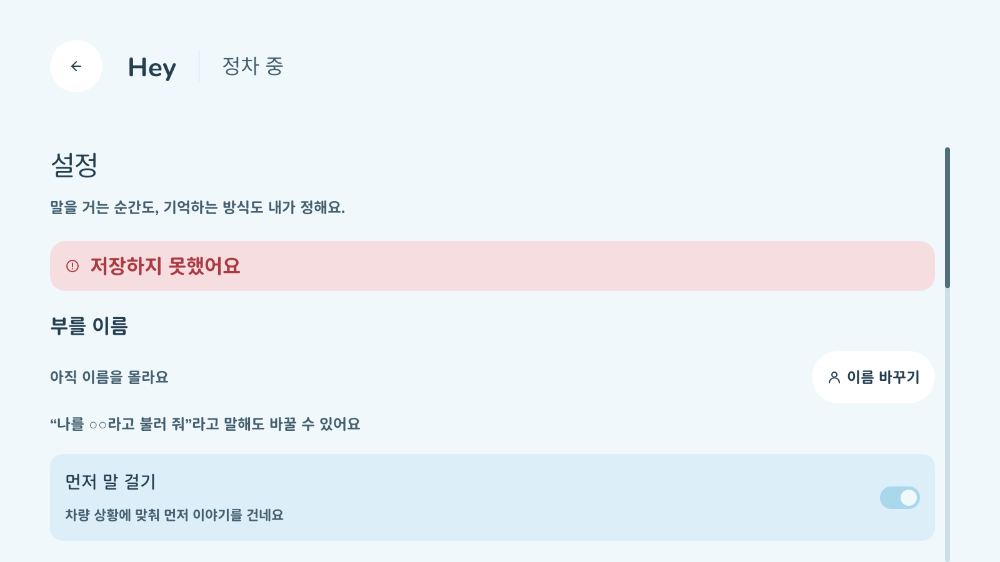 Hey
정차 중
설정
말을 거는 순간도, 기억하는 방식도 내가 정해요.
저장하지 못했어요
부를 이름
아직 이름을 몰라요
이름 바꾸기
“나를 ○○라고 불러 줘”라고 말해도 바꿀 수 있어요
먼저 말 걸기
차량 상황에 맞춰 먼저 이야기를 건네요